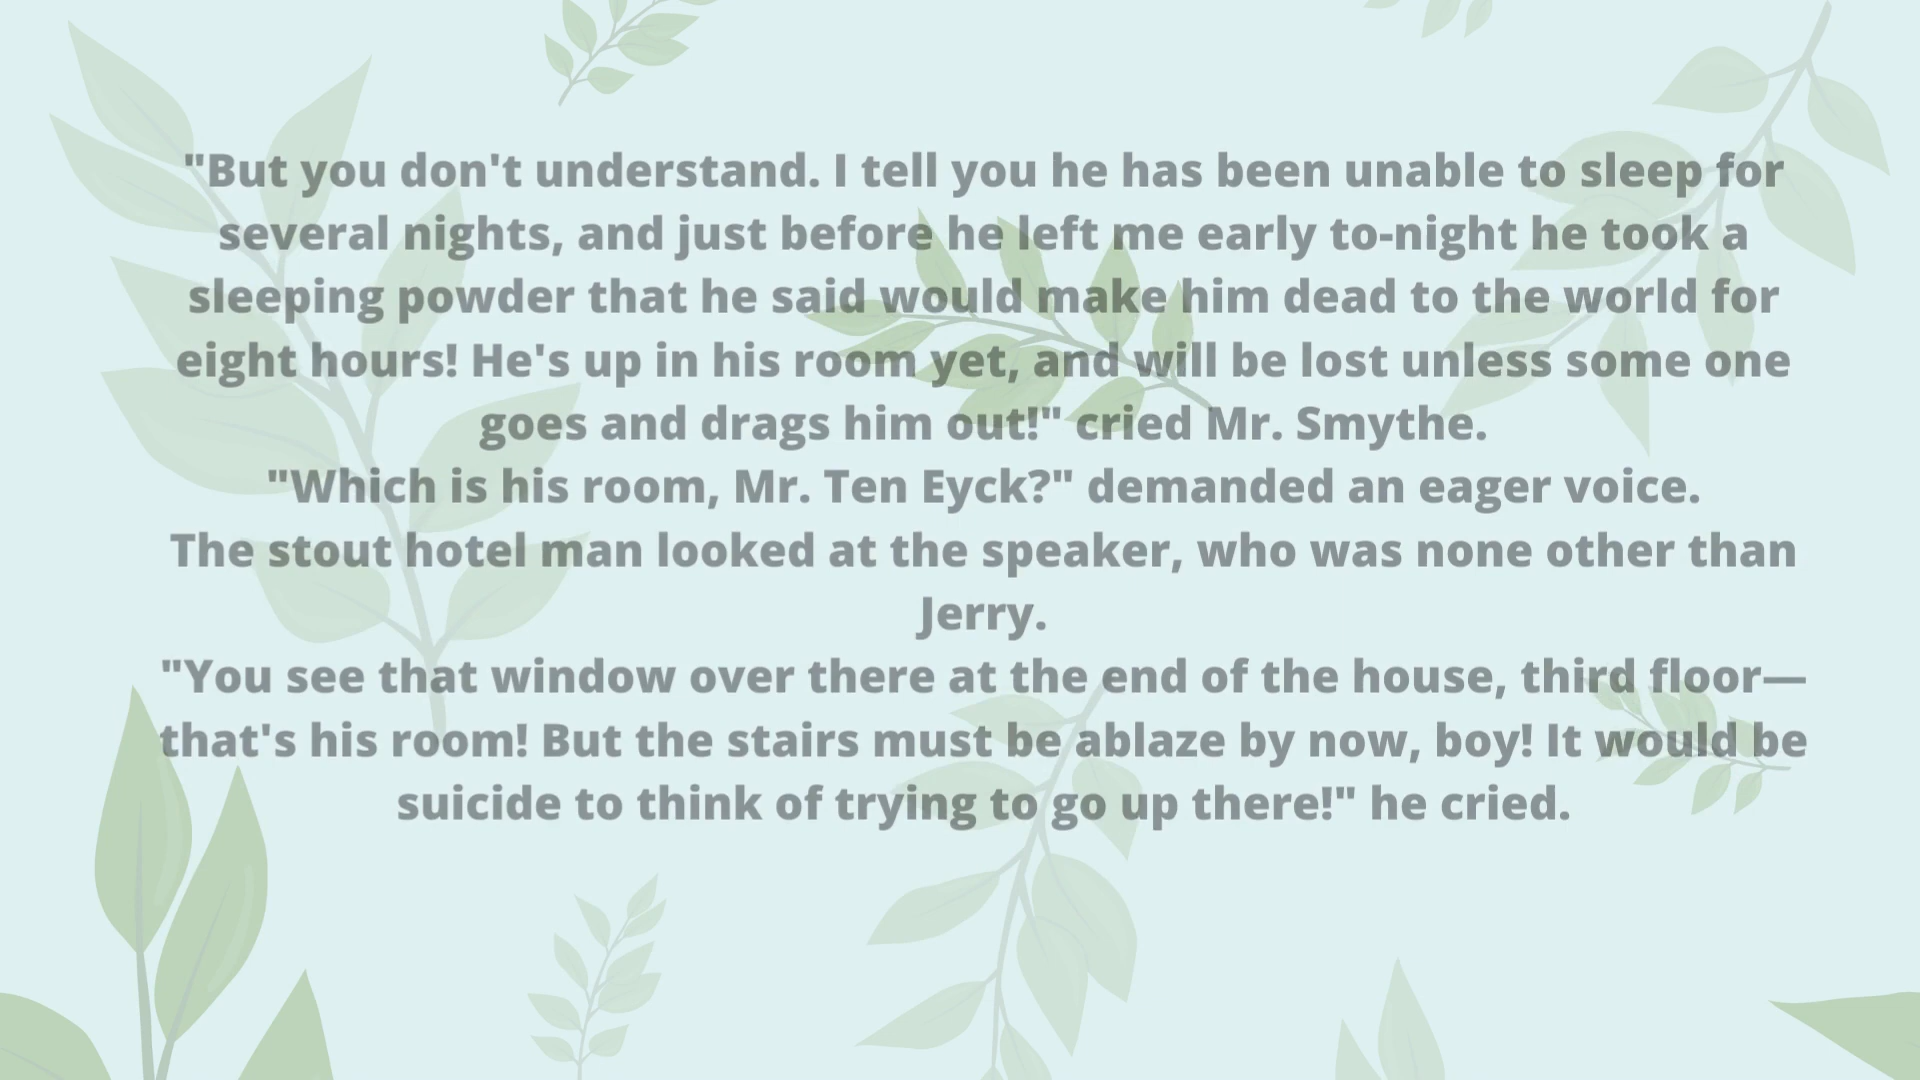 "But you don't understand. I tell you he has been unable to sleep for
several nights, and just before he left me early to-night he took a
sleeping powder that he said would make him dead to the world for
eight hours! He's up in his room yet, and will be lost unless some one
goes and drags him out!" cried Mr. Smythe.
"Which is his room, Mr. Ten Eyck?" demanded an eager voice.
The stout hotel man looked at the speaker, who was none other than
Jerry.
"You see that window over there at the end of the house, third floor—
that's his room! But the stairs must be ablaze by now, boy! It would be
suicide to think of trying to go up there!" he cried.